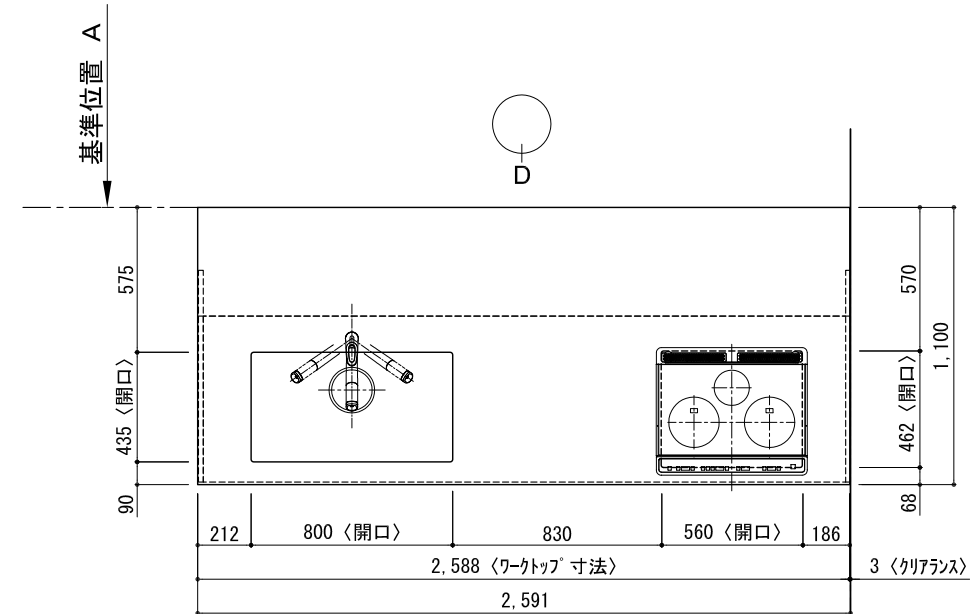 基準位置 A
D
575
435 〈開口〉
90
570
462 〈開口〉
68
1,100
212
800 〈開口〉
830
560 〈開口〉
186
2,588 〈ワークトップ寸法〉
3 〈クリアランス〉
2,591